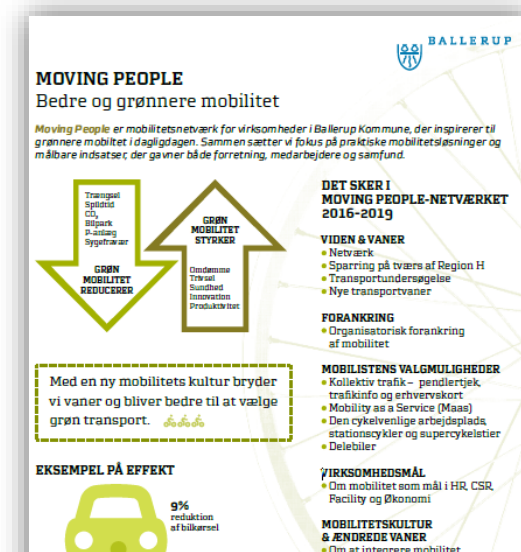 BALLERUP
MOVING PEOPLE
Bedre og grønnere mobilitet
Moving People er mobilitetsnetværk for virksomheder i Ballerup Kommune, der inspirerer til
grønnere mobiltet i dagligdagen. Sammen sætter vi fokus på praktiske mobilitetsløsninger og
målbare indsatser, der gavner både forretning, medarbejdere og samfund.
Trængsel
Spildtid
CO₂
Bilpark
P-anlæg
Sygefravær
GRØN
MOBILITET
REDUCERER
GRØN
MOBILITET
STYRKER
Omdømme
Trivsel
Sundhed
Innovation
Produktivitet
Med en ny mobilitets kultur bryder
vi vaner og bliver bedre til at vælge
grøn transport.
EKSEMPEL PÅ EFFEKT
9%
reduktion
af bilkørsel
DET SKER I
MOVING PEOPLE-NETVÆRKET
2016-2019
VIDEN & VANER
• Netværk
• Sparring på tværs af Region H
• Transportundersøgelse
• Nye transportvaner
FORANKRING
• Organisatorisk forankring
af mobilitet
MOBILISTENS VALGMULIGHEDER
• Kollektiv trafik – pendlertjek,
trafikinfo og erhvervskort
• Mobility as a Service (Maas)
• Den cykelvenlige arbejdsplads,
stationscykler og supercykelstier
• Delebiler
VIRKSOMHEDSMÅL
• Om mobilitet som mål i HR, CSR,
Facility og Økonomi
MOBILITETSKULTUR
& ÆNDREDE VANER
• Om at integrere mobilitet